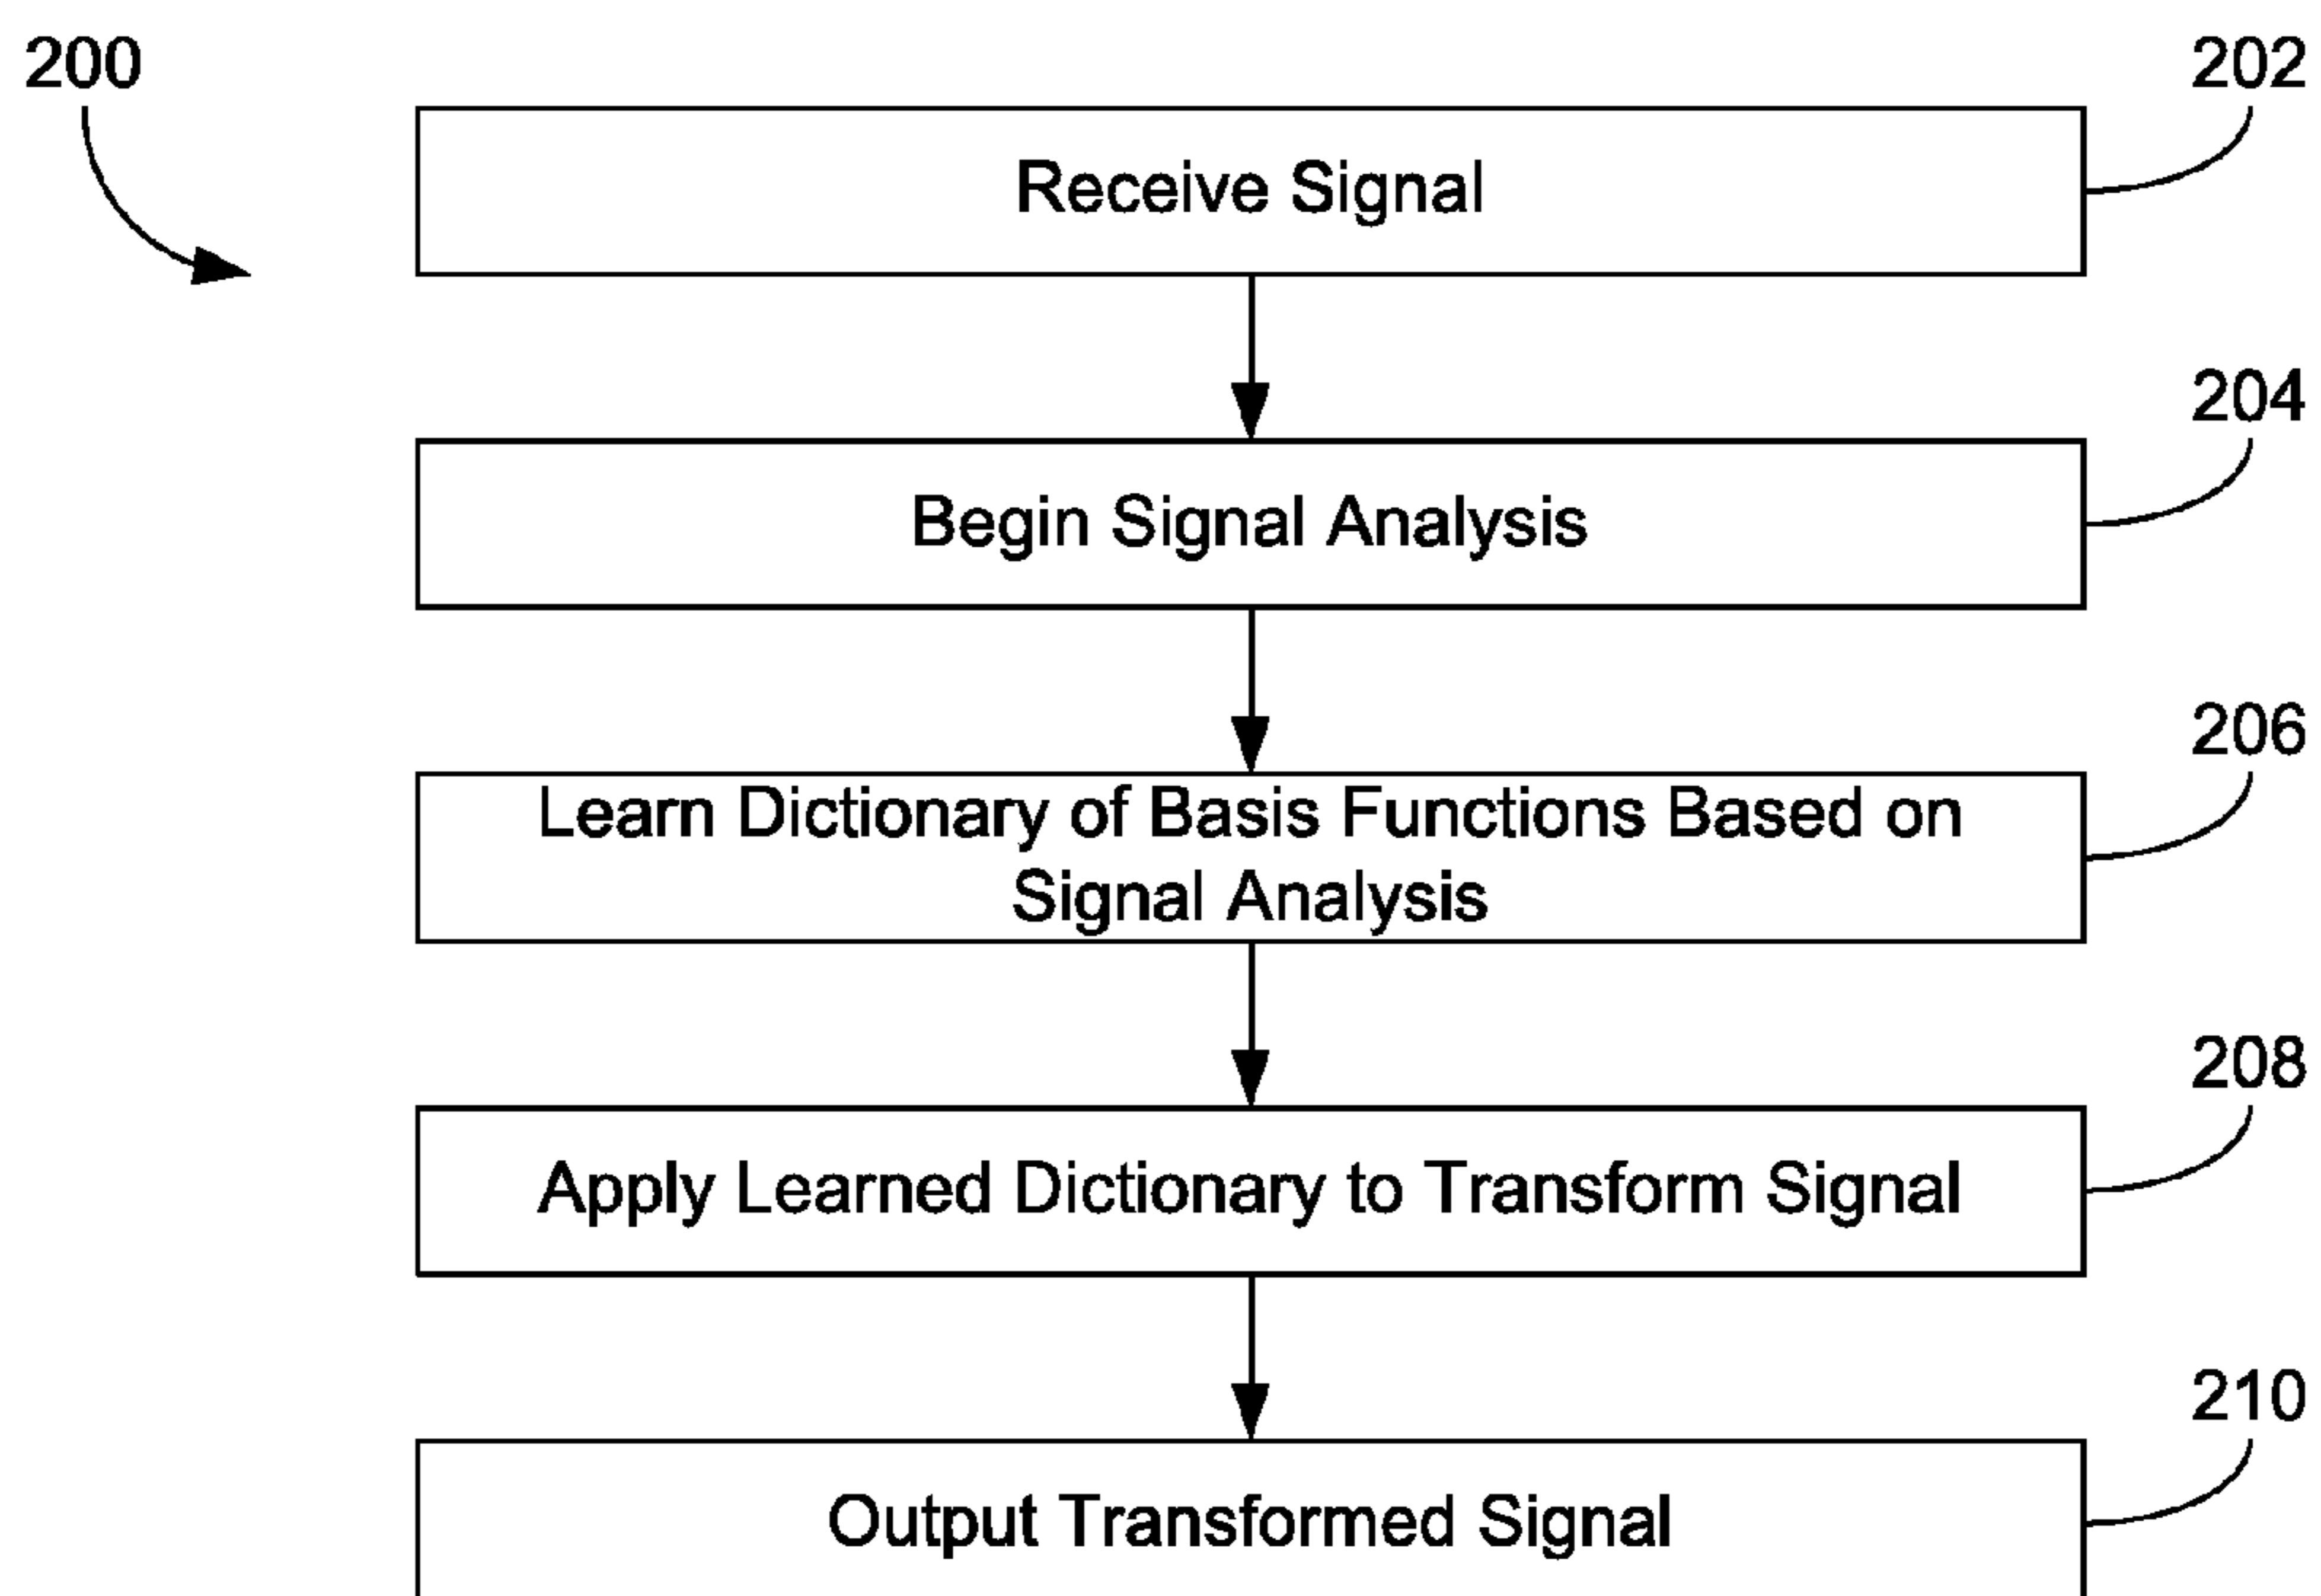 200
202
Receive Signal
204
Begin Signal Analysis
206
Learn Dictionary of Basis Functions Based on
Signal Analysis
208
Apply Learned Dictionary to Transform Signal
210
Output Transformed Signal